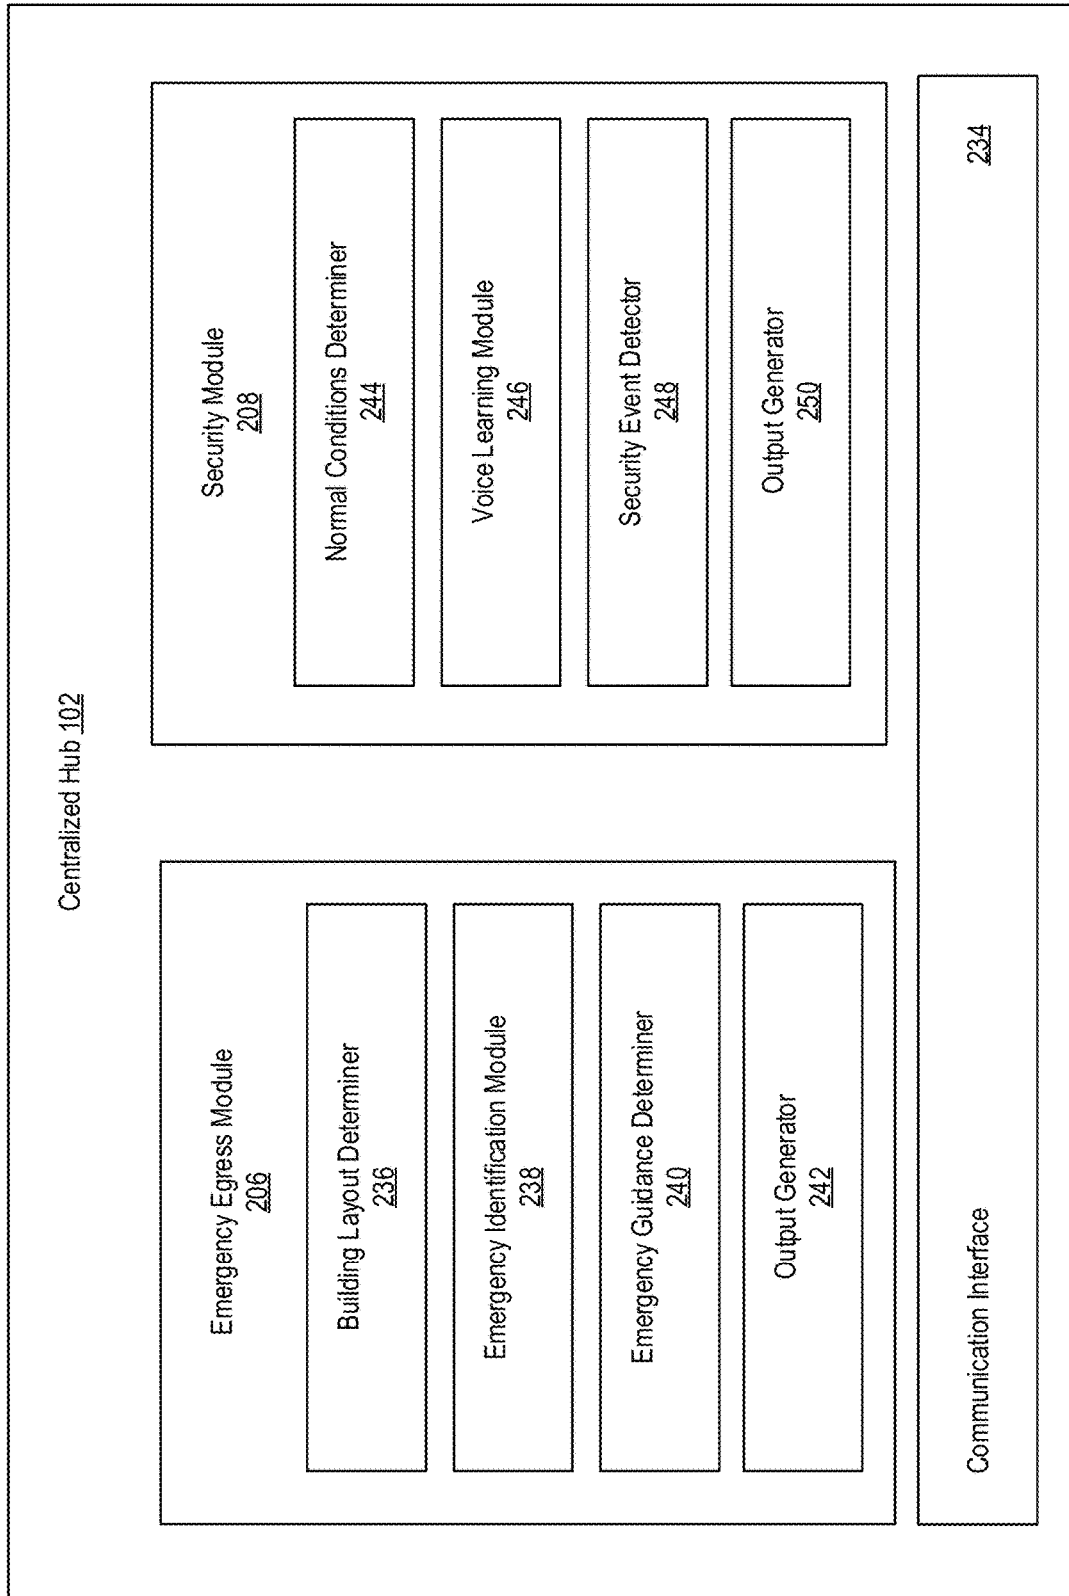 Centralized Hub 102
Emergency Egress Module
206
Building Layout Determiner
236
Emergency Identification Module
238
Emergency Guidance Determiner
240
Output Generator
242
Security Module
208
Normal Conditions Determiner
244
Voice Learning Module
246
Security Event Detector
248
Output Generator
250
Communication Interface
234